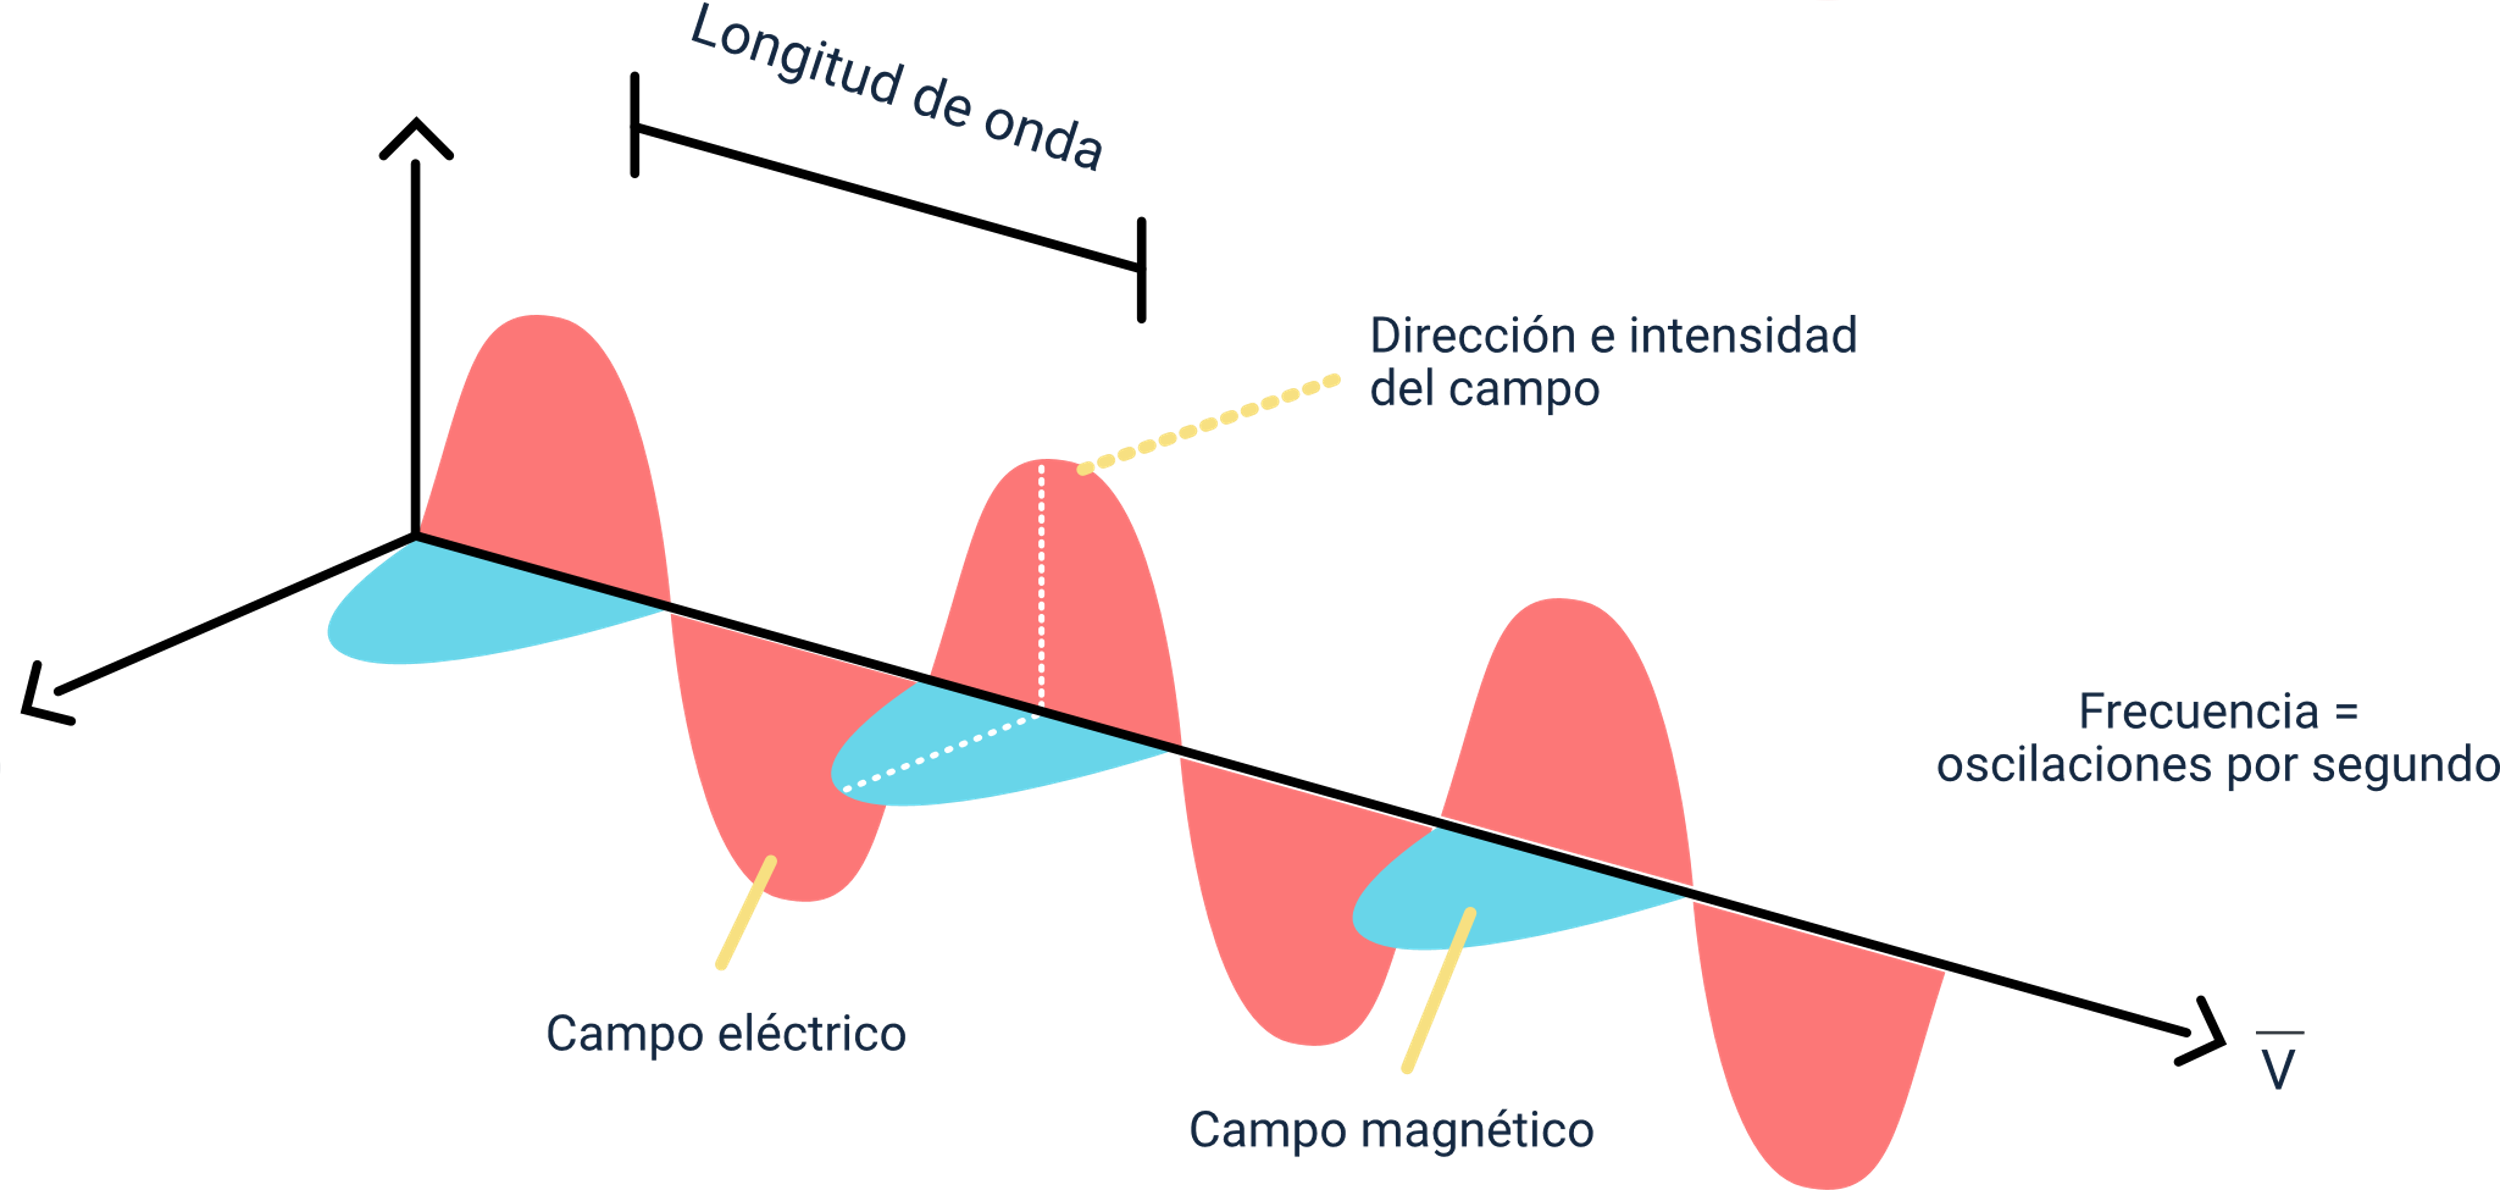 Longitud de onda
Dirección e intensidad
del campo
Frecuencia =
oscilaciones por segundo
Campo eléctrico
V
Campo magnético